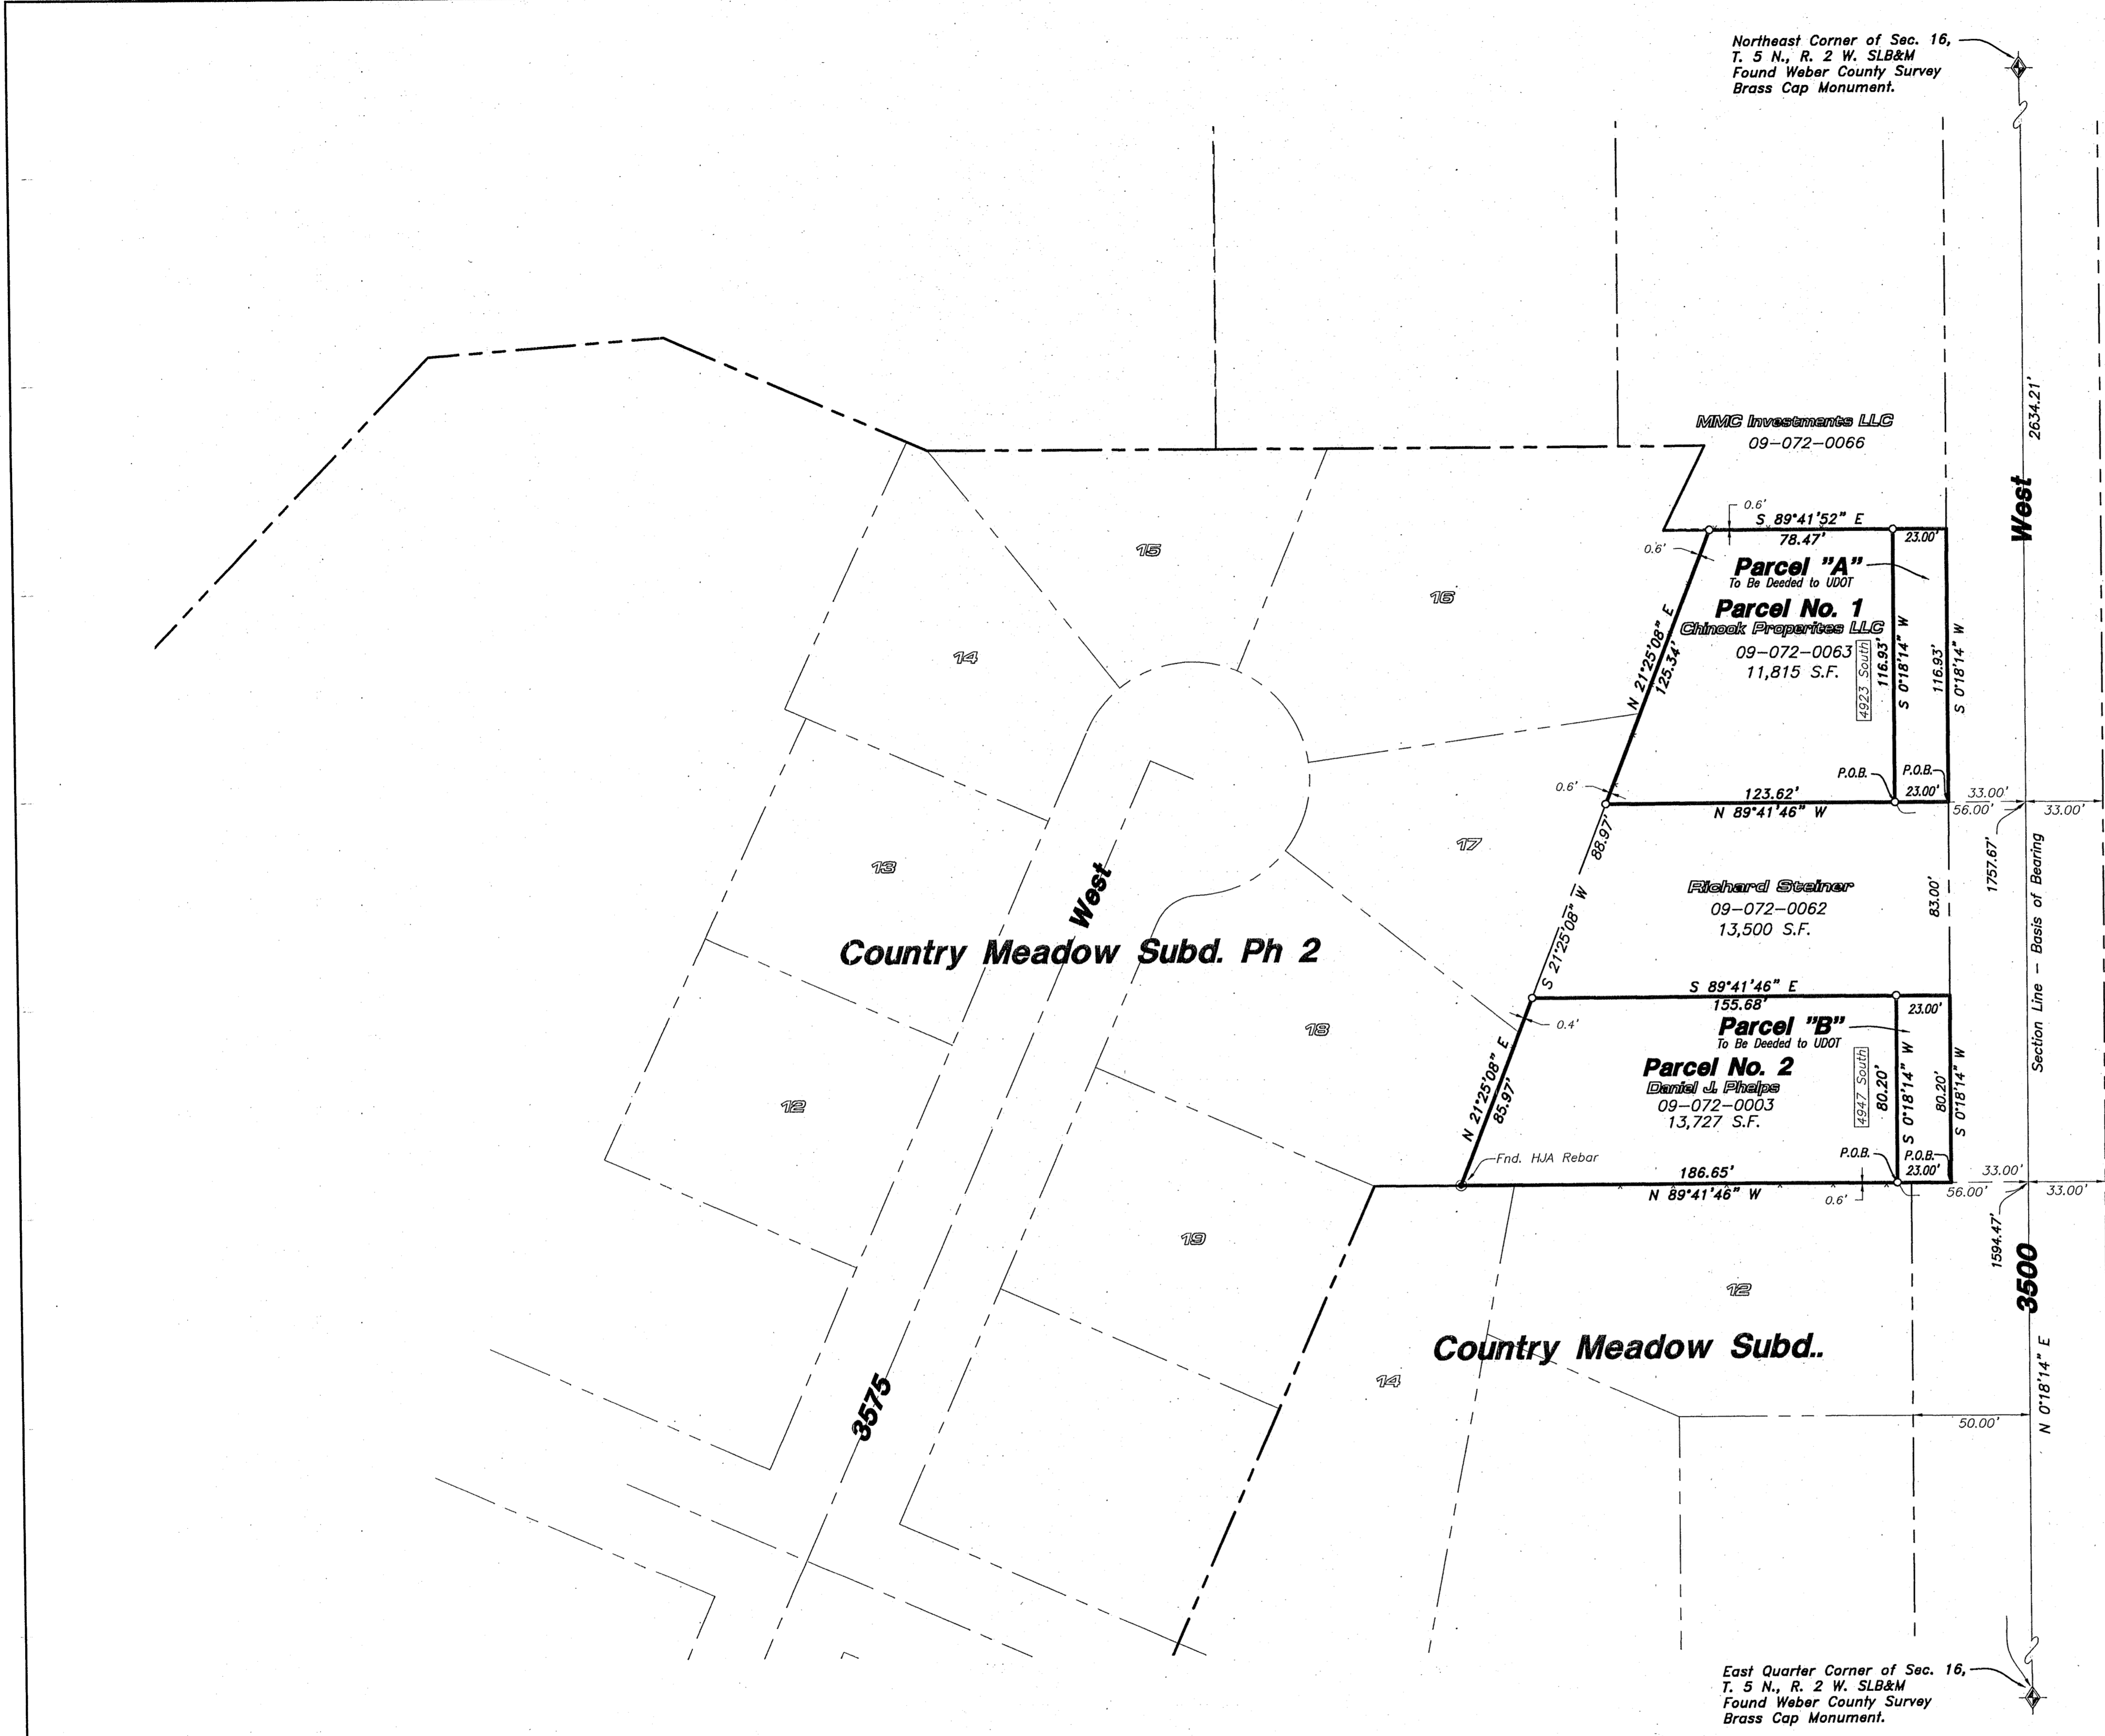 Northeast Corner of Sec. 16,
T. 5 N., R. 2 W. SLB&M
Found Weber County Survey
Brass Cap Monument.
2634.21'
West
MMC Investments LLC
09-072-0066
0.6'
S 89°41'52" E
78.47'
23.00'
0.6'
Parcel "A"
To Be Deeded to UDOT
Parcel No. 1
Chinook Properites LLC
09-072-0063
11,815 S.F.
4923 South
116.93'
S 0°18'14" W
116.93'
S 0°18'14" W
N 21°25'08" E
125.34'
15
16
14
P.O.B.
P.O.B.
0.6'
123.62'
N 89°41'46" W
23.00'
33.00'
56.00'
33.00'
88.97'
S 21°25'08" W
17
13
West
1757.67'
Section Line - Basis of Bearing
Richard Steiner
09-072-0062
13,500 S.F.
83.00'
Country Meadow Subd. Ph 2
S 89°41'46" E
155.68'
23.00'
0.4'
18
12
Parcel "B"
To Be Deeded to UDOT
Parcel No. 2
Daniel J. Phelps
09-072-0003
13,727 S.F.
4947 South
80.20'
S 0°18'14" W
80.20'
S 0°18'14" W
N 21°25'08" E
85.97'
Fnd. HJA Rebar
P.O.B.
P.O.B.
186.65'
N 89°41'46" W
0.6'
23.00'
33.00'
56.00'
33.00'
1594.47'
3500
19
12
Country Meadow Subd..
14
3575
N 0°18'14" E
50.00'
East Quarter Corner of Sec. 16,
T. 5 N., R. 2 W. SLB&M
Found Weber County Survey
Brass Cap Monument.